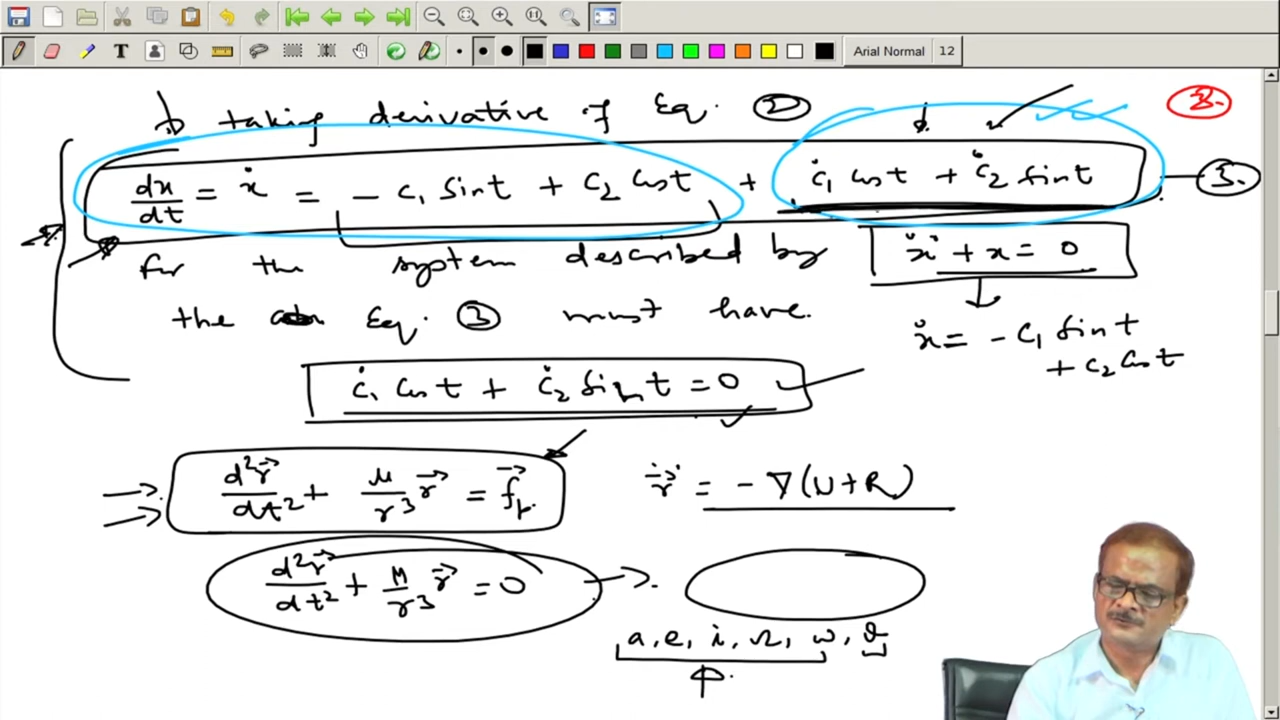 Arial Normal 12
taking derivative of Eq. ②
2.
dx/dt = ẋ = - c₁ sint + c₂ cost + ċ₁ cost + ċ₂ sint — ③.
for the system described by
ẍ + x = 0
the Eq. ③ must have.
ẋ = - c₁ sint
+ c₂ cost
ċ₁ cost + ċ₂ sint = 0
d²r⃗/dt² + μ/r³ r⃗ = f⃗p.
= - ∇(U+R)
d²r⃗/dt² + μ/r³ r⃗ = 0
a, e, i, Ω, ω, θ